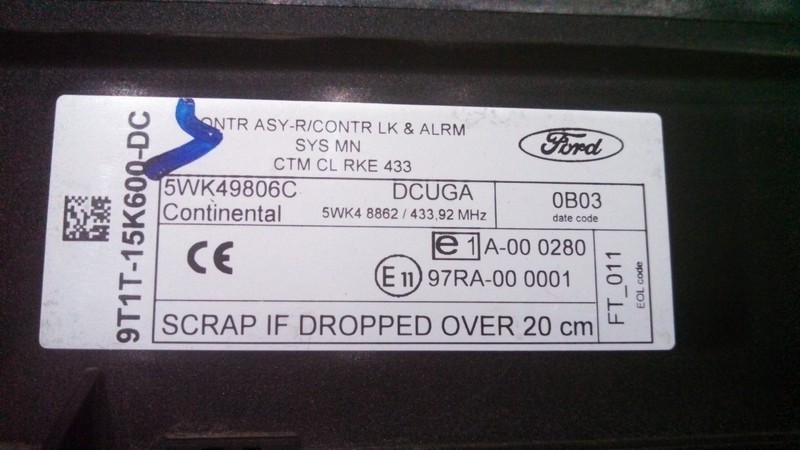 ONTR ASY-R/CONTR LK & ALRM
SYS MN
CTM CL RKE 433
Ford
9T1T-15K600-DC
5WK49806C
Continental
DCUGA
5WK4 8862 / 433,92 MHz
0B03
date code
CE
e1 A-00 0280
E11 97RA-00 0001
FT_011
EOL code
SCRAP IF DROPPED OVER 20 cm